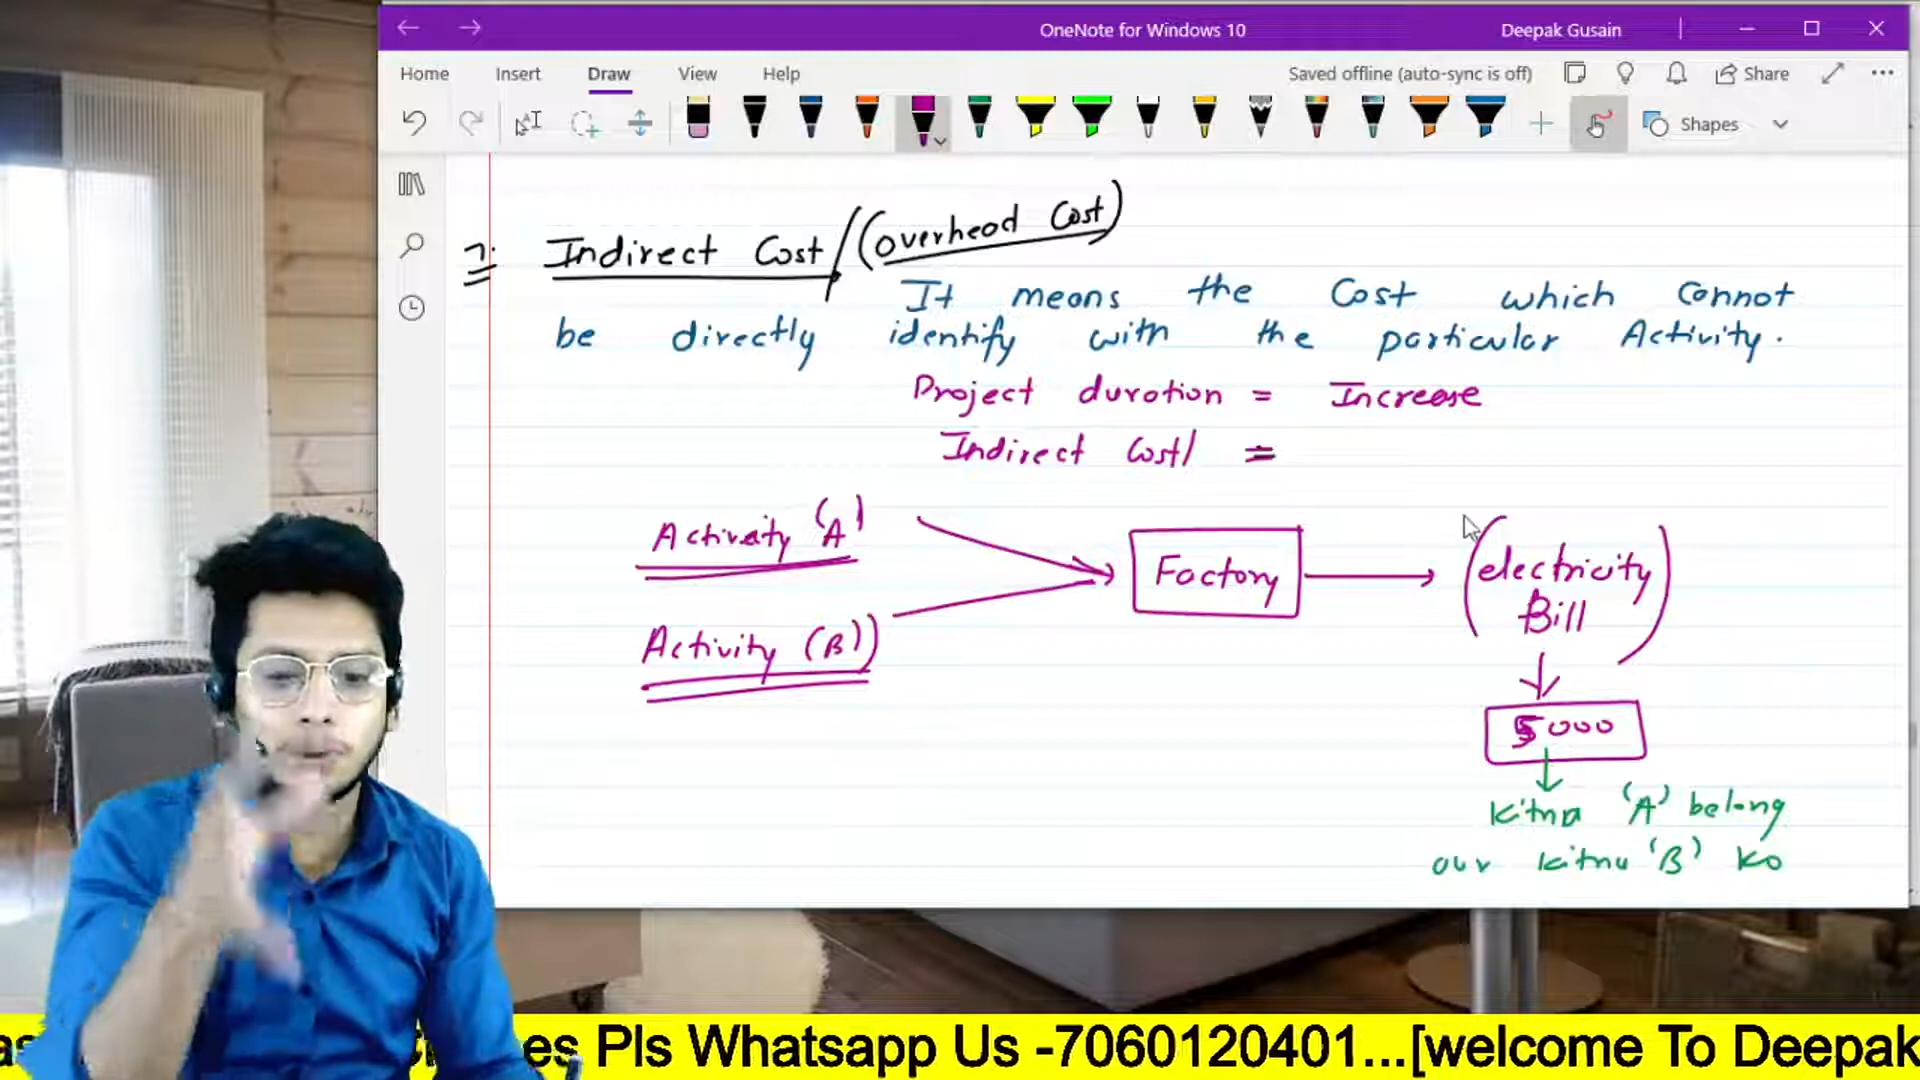 OneNote for Windows 10
Deepak Gusain
Home Insert Draw View Help
Saved offline (auto-sync is off)
Share
Shapes
7. Indirect Cost/(overhead Cost)
It means the Cost which Cannot
be directly identify with the particular Activity.
Project duration = Increase
Indirect Cost/ =
Activity (A)
Activity (B)
Factory
electricity
Bill
5000
Kitna 'A' belong
our kitna 'B' Ko
es Pls Whatsapp Us -7060120401...[welcome To Deepak